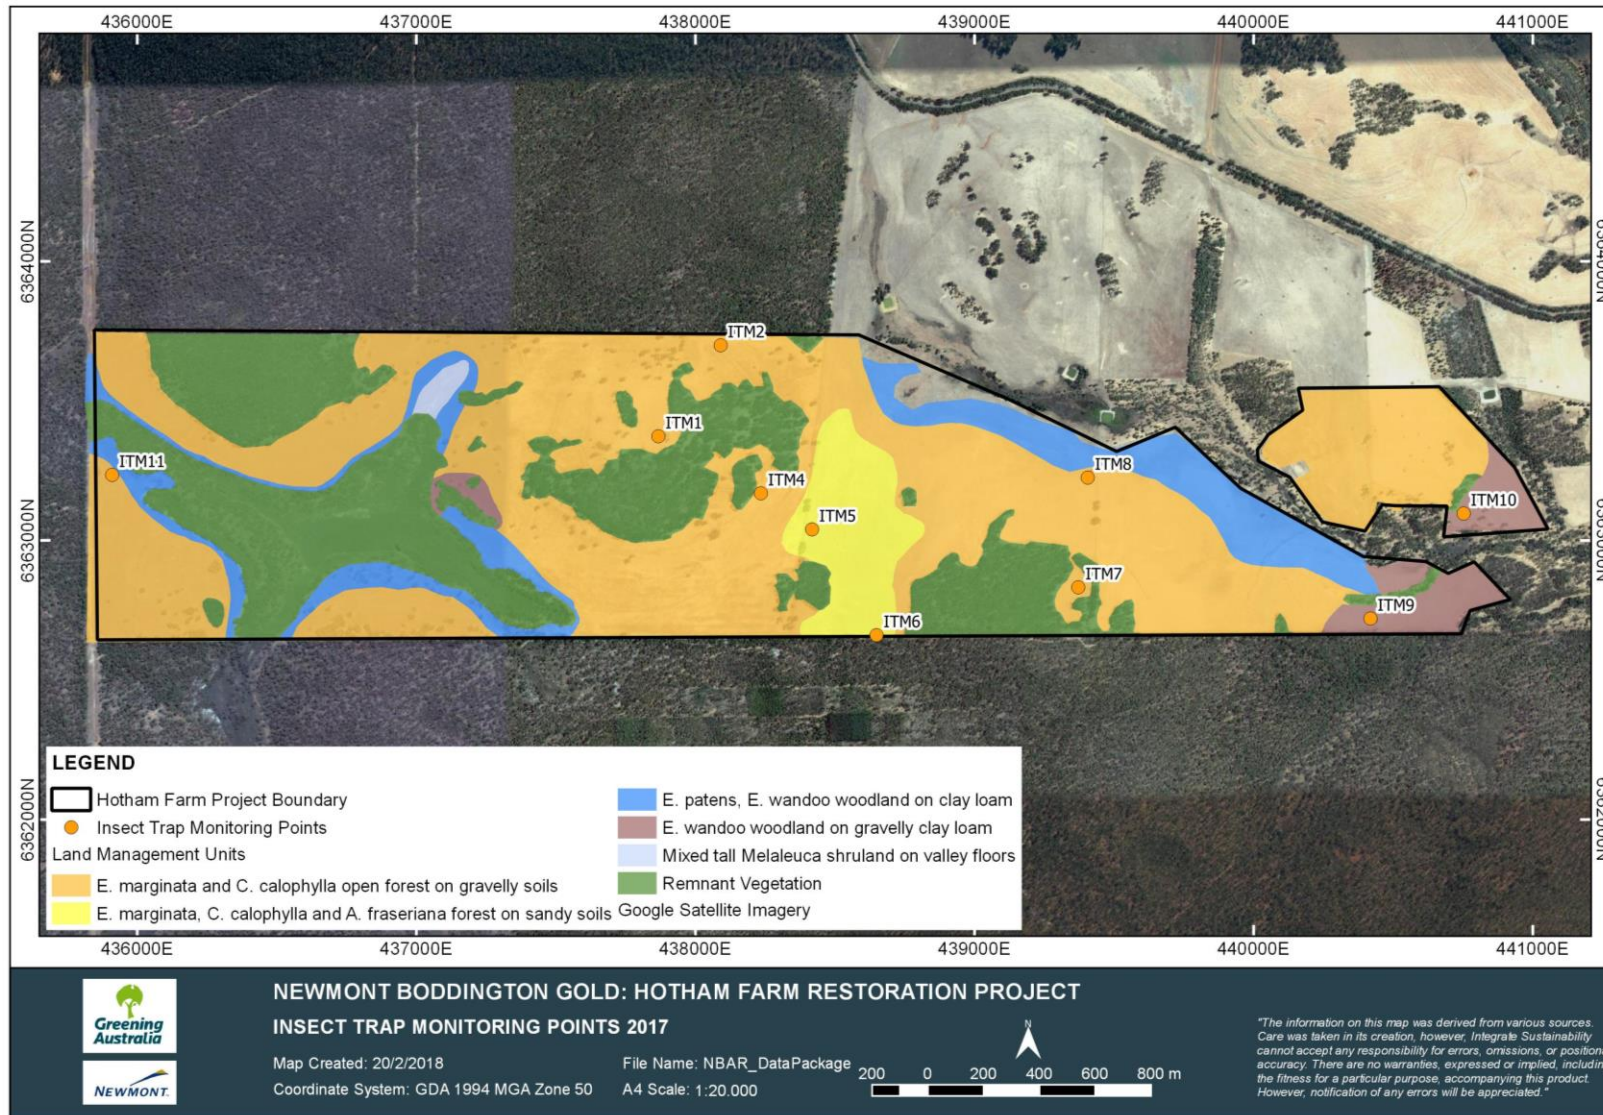 436000E 437000E 438000E 439000E 440000E 441000E
6364000N
6364000N
ITM2
ITM1
ITM11
ITM4
ITM8
ITM5
ITM10
6363000N
6363000N
ITM7
ITM9
ITM6
LEGEND
Hotham Farm Project Boundary
Insect Trap Monitoring Points
Land Management Units
E. marginata and C. calophylla open forest on gravelly soils
E. marginata, C. calophylla and A. fraseriana forest on sandy soils
E. patens, E. wandoo woodland on clay loam
E. wandoo woodland on gravelly clay loam
Mixed tall Melaleuca shruland on valley floors
Remnant Vegetation
Google Satellite Imagery
6362000N
6362000N
436000E 437000E 438000E 439000E 440000E 441000E
Greening
Australia
NEWMONT.
NEWMONT BODDINGTON GOLD: HOTHAM FARM RESTORATION PROJECT
INSECT TRAP MONITORING POINTS 2017
Map Created: 20/2/2018
Coordinate System: GDA 1994 MGA Zone 50
File Name: NBAR_DataPackage
A4 Scale: 1:20.000
N
200 0 200 400 600 800 m
"The information on this map was derived from various sources.
Care was taken in its creation, however, Integrate Sustainability
cannot accept any responsibility for errors, omissions, or position
accuracy. There are no warranties, expressed or implied, includin
the fitness for a particular purpose, accompanying this product.
However, notification of any errors will be appreciated."